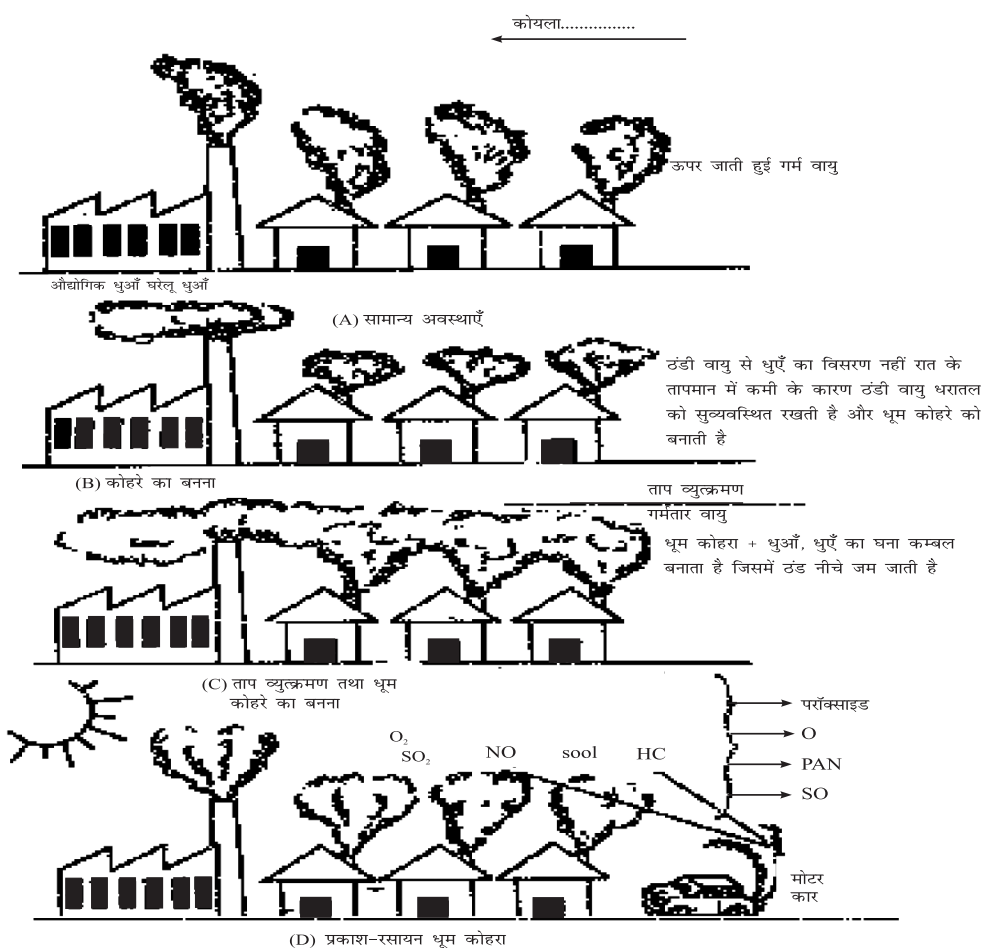 कोयला................
ऊपर जाती हुई गर्म वायु
औद्योगिक धुआँ घरेलू धुआँ
(A) सामान्य अवस्थाएँ
ठंडी वायु से धुएँ का विसरण नहीं रात के
तापमान में कमी के कारण ठंडी वायु धरातल
को सुव्यवस्थित रखती है और धूम कोहरे को
बनाती है
(B) कोहरे का बनना
ताप व्युत्क्रमण
गर्मतार वायु
धूम कोहरा + धुआँ, धुएँ का घना कम्बल
बनाता है जिसमें ठंड नीचे जम जाती है
(C) ताप व्युत्क्रमण तथा धूम
कोहरे का बनना
परॉक्साइड
O₂
SO₂
NO
sool
HC
O
PAN
SO
मोटर
कार
(D) प्रकाश-रसायन धूम कोहरा